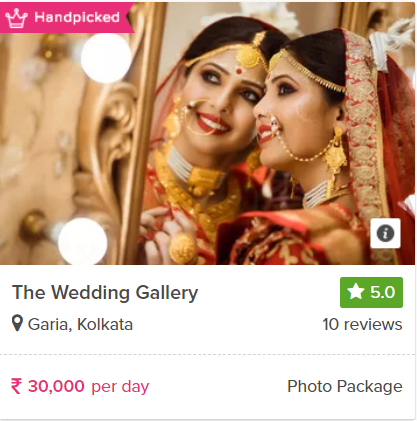 Handpicked
The Wedding Gallery
5.0
Garia, Kolkata
10 reviews
₹ 30,000 per day
Photo Package